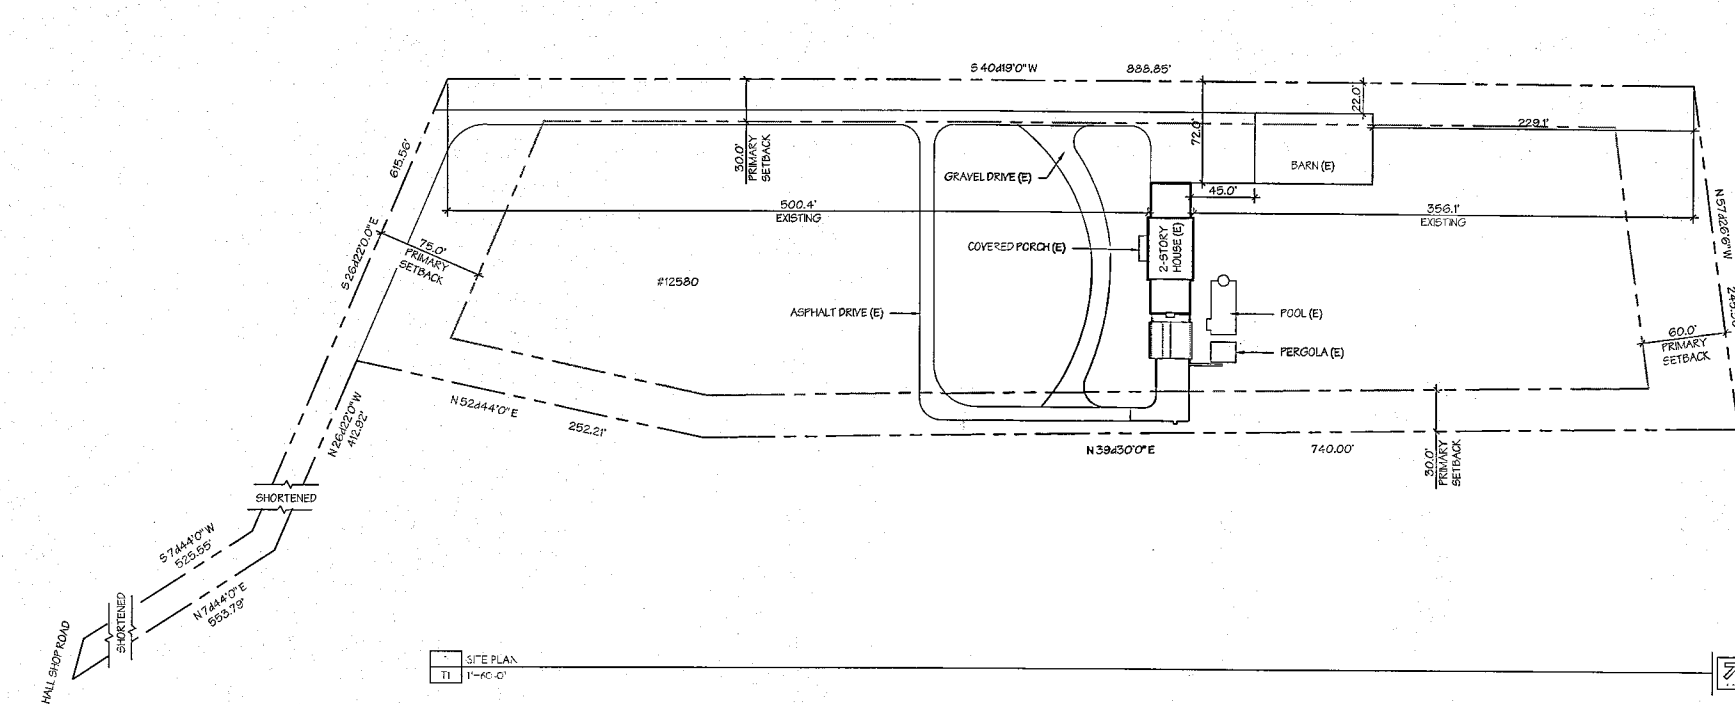 S 40d19'0"W 888.85'
22.0'
72.0'
229.1'
615.56'
30.0'
PRIMARY
SETBACK
GRAVEL DRIVE (E)
BARN (E)
45.0'
500.4'
EXISTING
356.1'
EXISTING
N 57d26'6"W
S 26d22'0.0"E
75.0'
PRIMARY
SETBACK
COVERED PORCH (E)
2-STORY
HOUSE (E)
#12580
ASPHALT DRIVE (E)
POOL (E)
PERGOLA (E)
60.0'
PRIMARY
SETBACK
N 26d22'0"W
412.92'
N 52d44'0"E
252.21'
N 39d30'0"E
740.00'
30.0'
PRIMARY
SETBACK
SHORTENED
S 7d44'0"W
525.55'
N 7d44'0"E
553.79'
SHORTENED
HALL SHOP ROAD
SITE PLAN
T1 1"=60'-0"